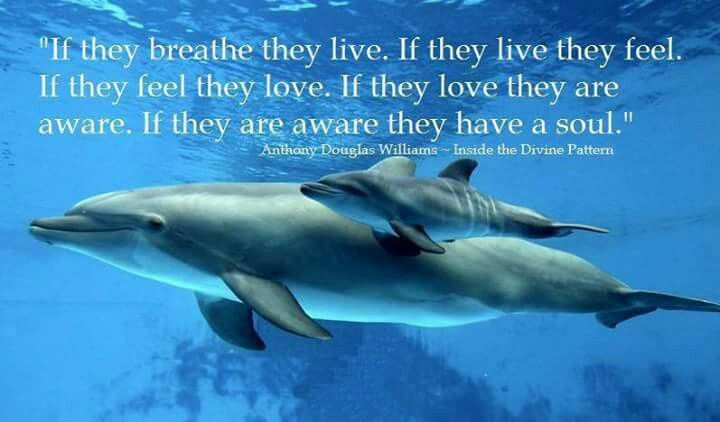 "If they breathe they live. If they live they feel.
If they feel they love. If they love they are
aware. If they are aware they have a soul."
Anthony Douglas Williams ~ Inside the Divine Pattern